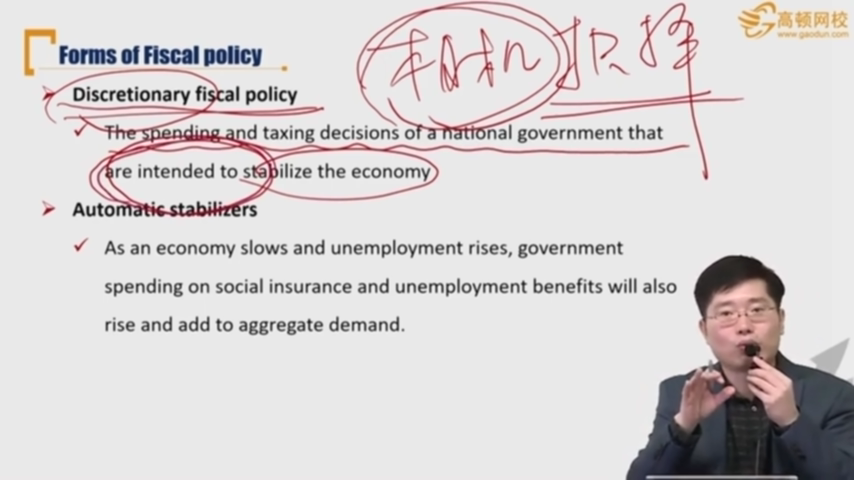 高顿网校
www.gaodun.com
Forms of Fiscal policy
相机抉择
Discretionary fiscal policy
The spending and taxing decisions of a national government that
are intended to stabilize the economy
Automatic stabilizers
As an economy slows and unemployment rises, government
spending on social insurance and unemployment benefits will also
rise and add to aggregate demand.